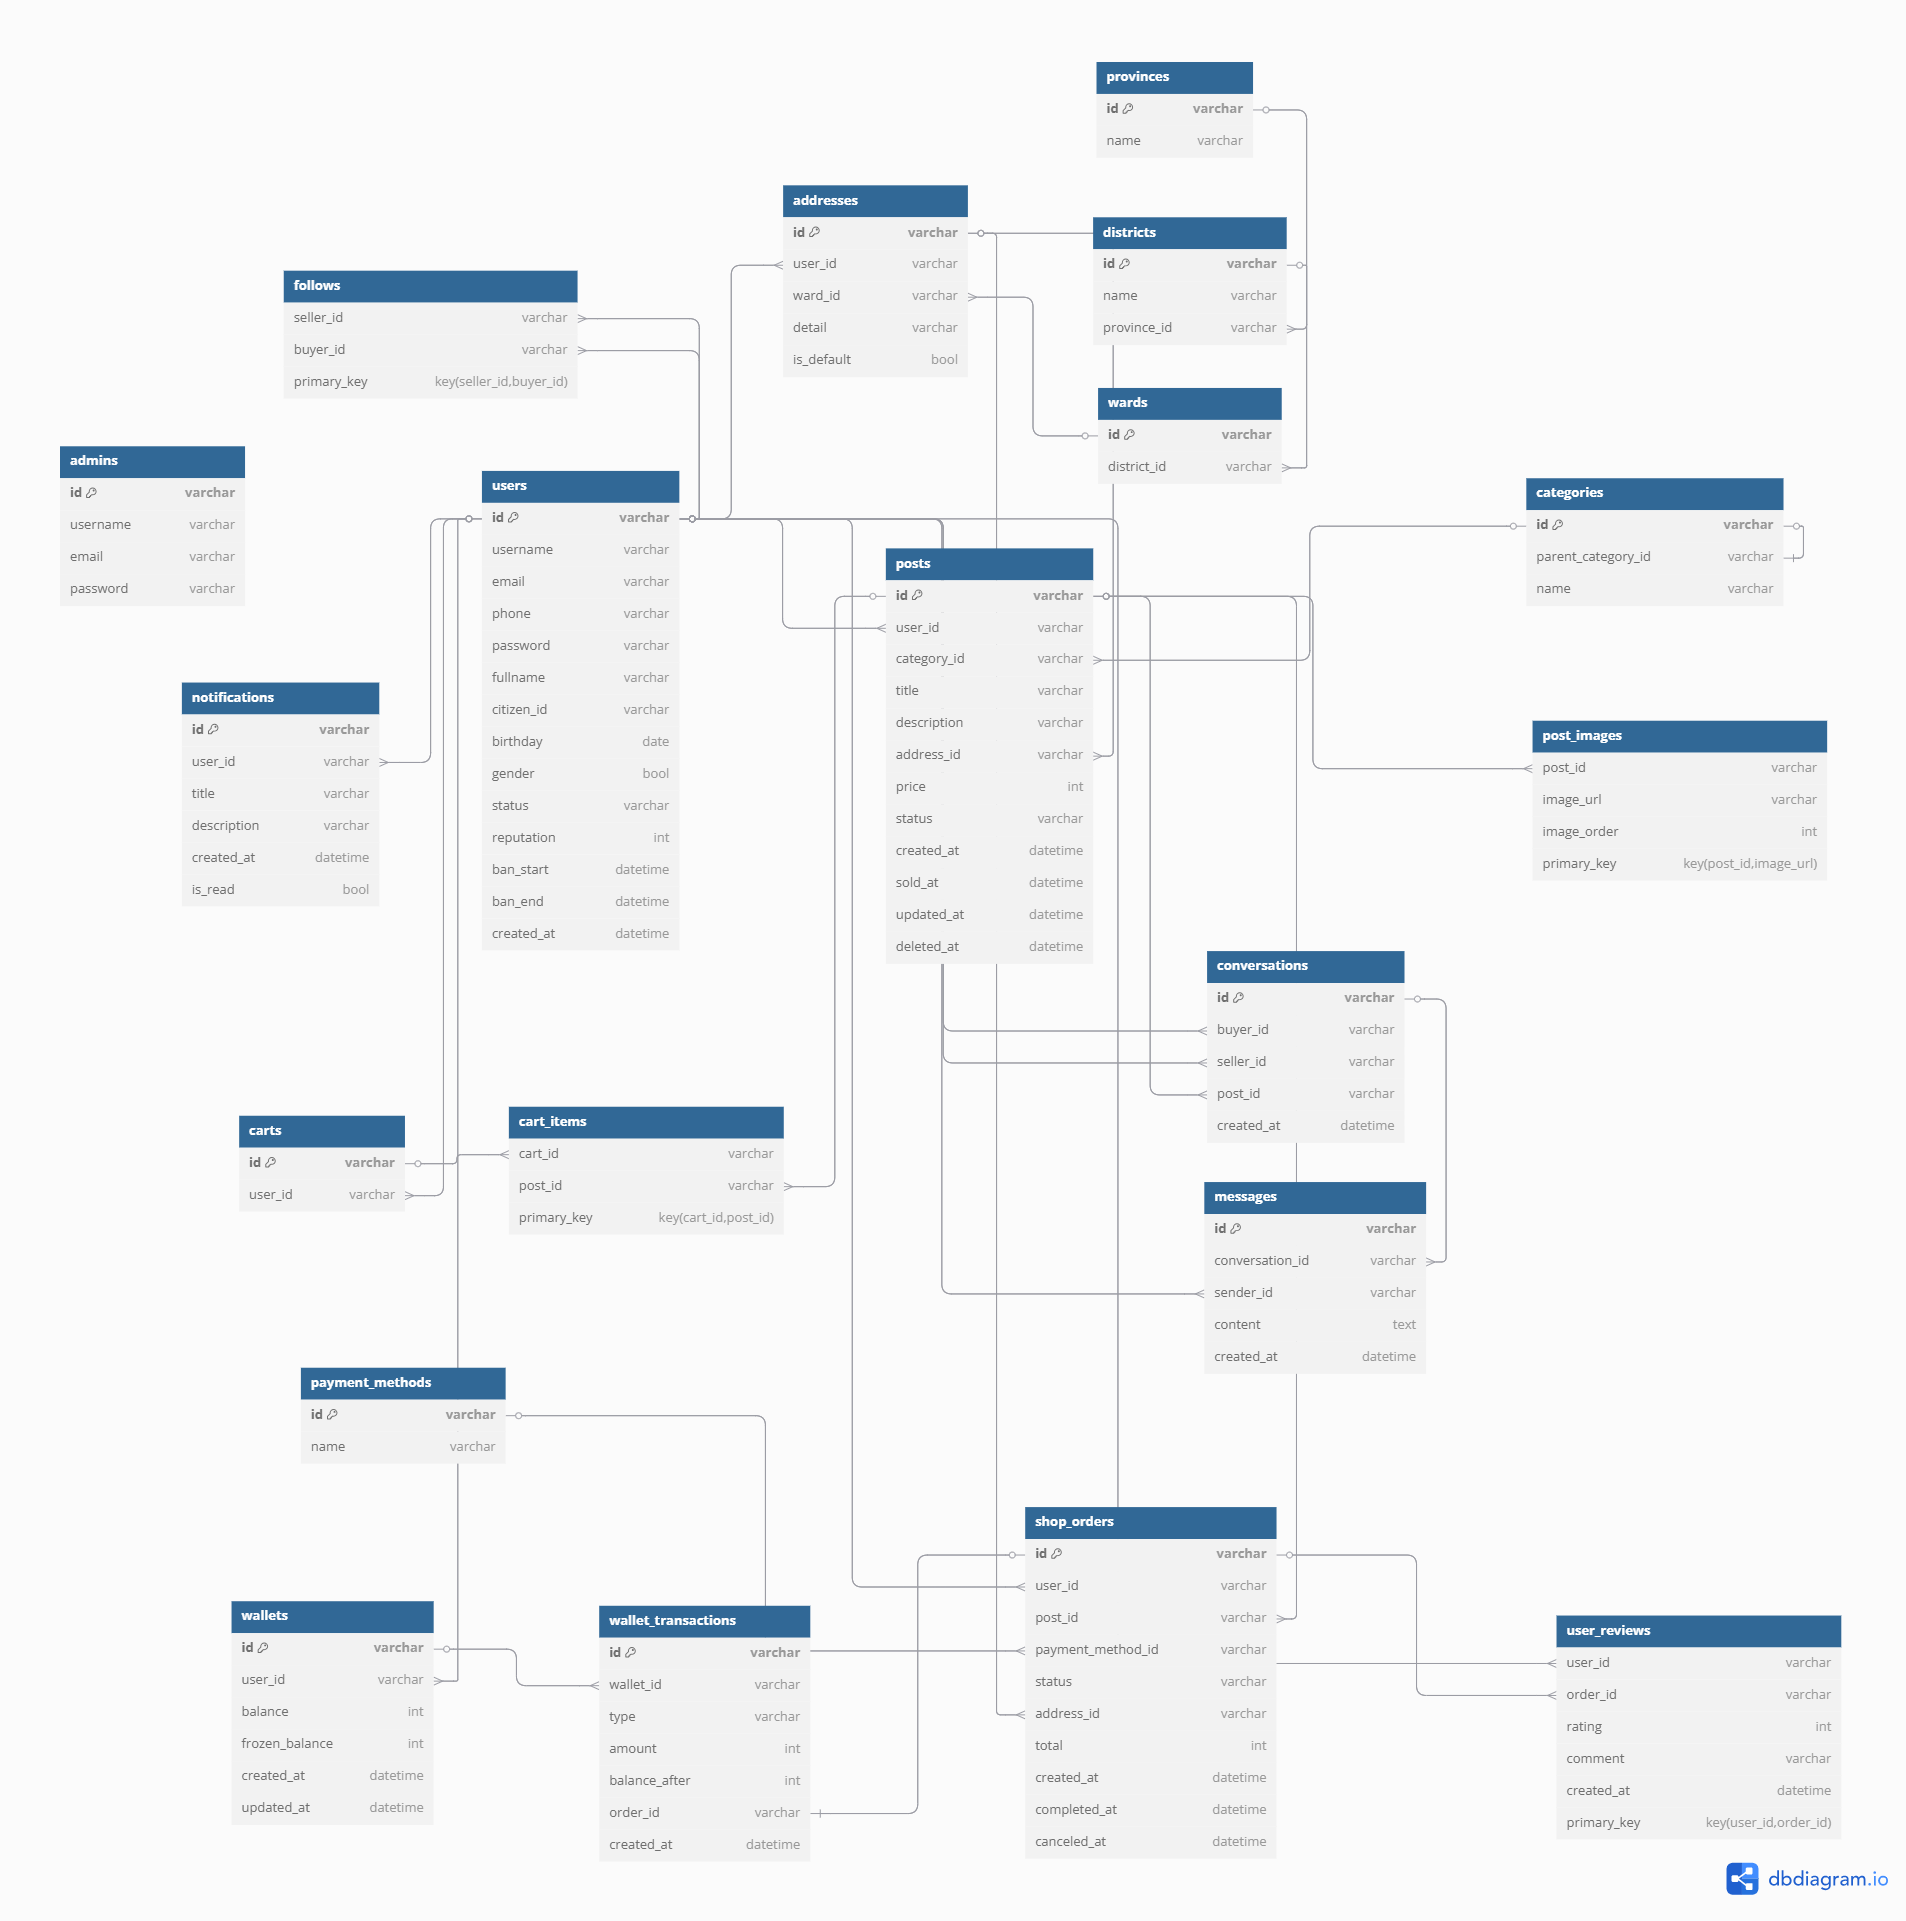 provinces
id varchar
name varchar
addresses
id varchar
user_id varchar
ward_id varchar
detail varchar
is_default bool
districts
id varchar
name varchar
province_id varchar
follows
seller_id varchar
buyer_id varchar
primary_key key(seller_id,buyer_id)
wards
id varchar
district_id varchar
admins
id varchar
username varchar
email varchar
password varchar
users
id varchar
username varchar
email varchar
phone varchar
password varchar
fullname varchar
citizen_id varchar
birthday date
gender bool
status varchar
reputation int
ban_start datetime
ban_end datetime
created_at datetime
categories
id varchar
parent_category_id varchar
name varchar
posts
id varchar
user_id varchar
category_id varchar
title varchar
description varchar
address_id varchar
price int
status varchar
created_at datetime
sold_at datetime
updated_at datetime
deleted_at datetime
notifications
id varchar
user_id varchar
title varchar
description varchar
created_at datetime
is_read bool
post_images
post_id varchar
image_url varchar
image_order int
primary_key key(post_id,image_url)
conversations
id varchar
buyer_id varchar
seller_id varchar
post_id varchar
created_at datetime
carts
id varchar
user_id varchar
cart_items
cart_id varchar
post_id varchar
primary_key key(cart_id,post_id)
messages
id varchar
conversation_id varchar
sender_id varchar
content text
created_at datetime
payment_methods
id varchar
name varchar
shop_orders
id varchar
user_id varchar
post_id varchar
payment_method_id varchar
status varchar
address_id varchar
total int
created_at datetime
completed_at datetime
canceled_at datetime
wallets
id varchar
user_id varchar
balance int
frozen_balance int
created_at datetime
updated_at datetime
wallet_transactions
id varchar
wallet_id varchar
type varchar
amount int
balance_after int
order_id varchar
created_at datetime
user_reviews
user_id varchar
order_id varchar
rating int
comment varchar
created_at datetime
primary_key key(user_id,order_id)
dbdiagram.io